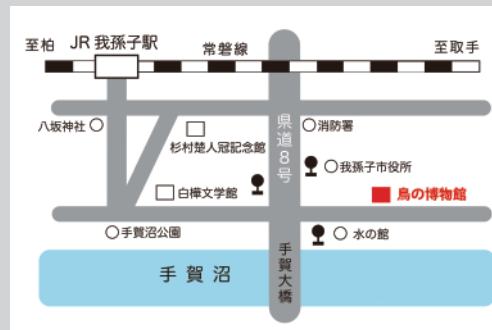 至柏
JR 我孫子駅
常磐線
至取手
八坂神社
杉村楚人冠記念館
県道8号
消防署
我孫子市役所
白樺文学館
鳥の博物館
手賀沼公園
水の館
手賀沼
手賀大橋